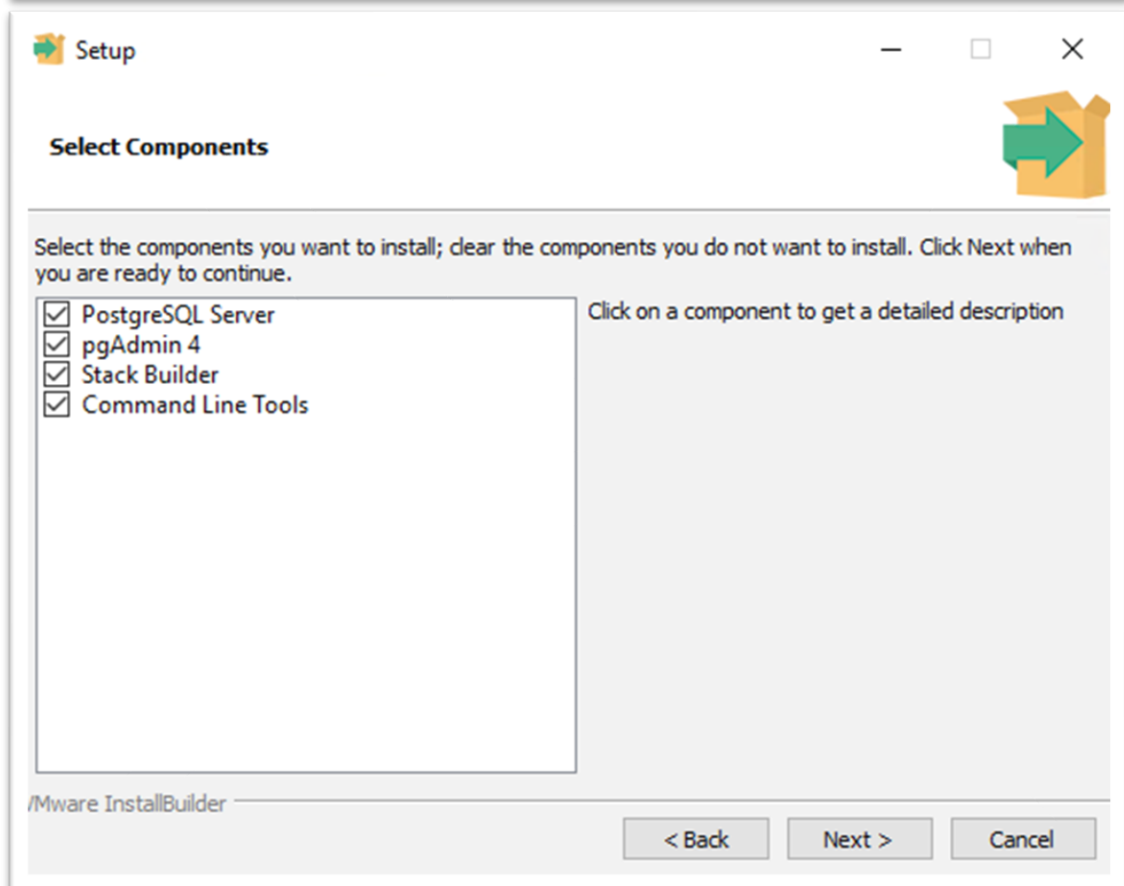 Setup
Select Components
Select the components you want to install; clear the components you do not want to install. Click Next when
you are ready to continue.
PostgreSQL Server
pgAdmin 4
Stack Builder
Command Line Tools
Click on a component to get a detailed description
VMware InstallBuilder
< Back
Next >
Cancel